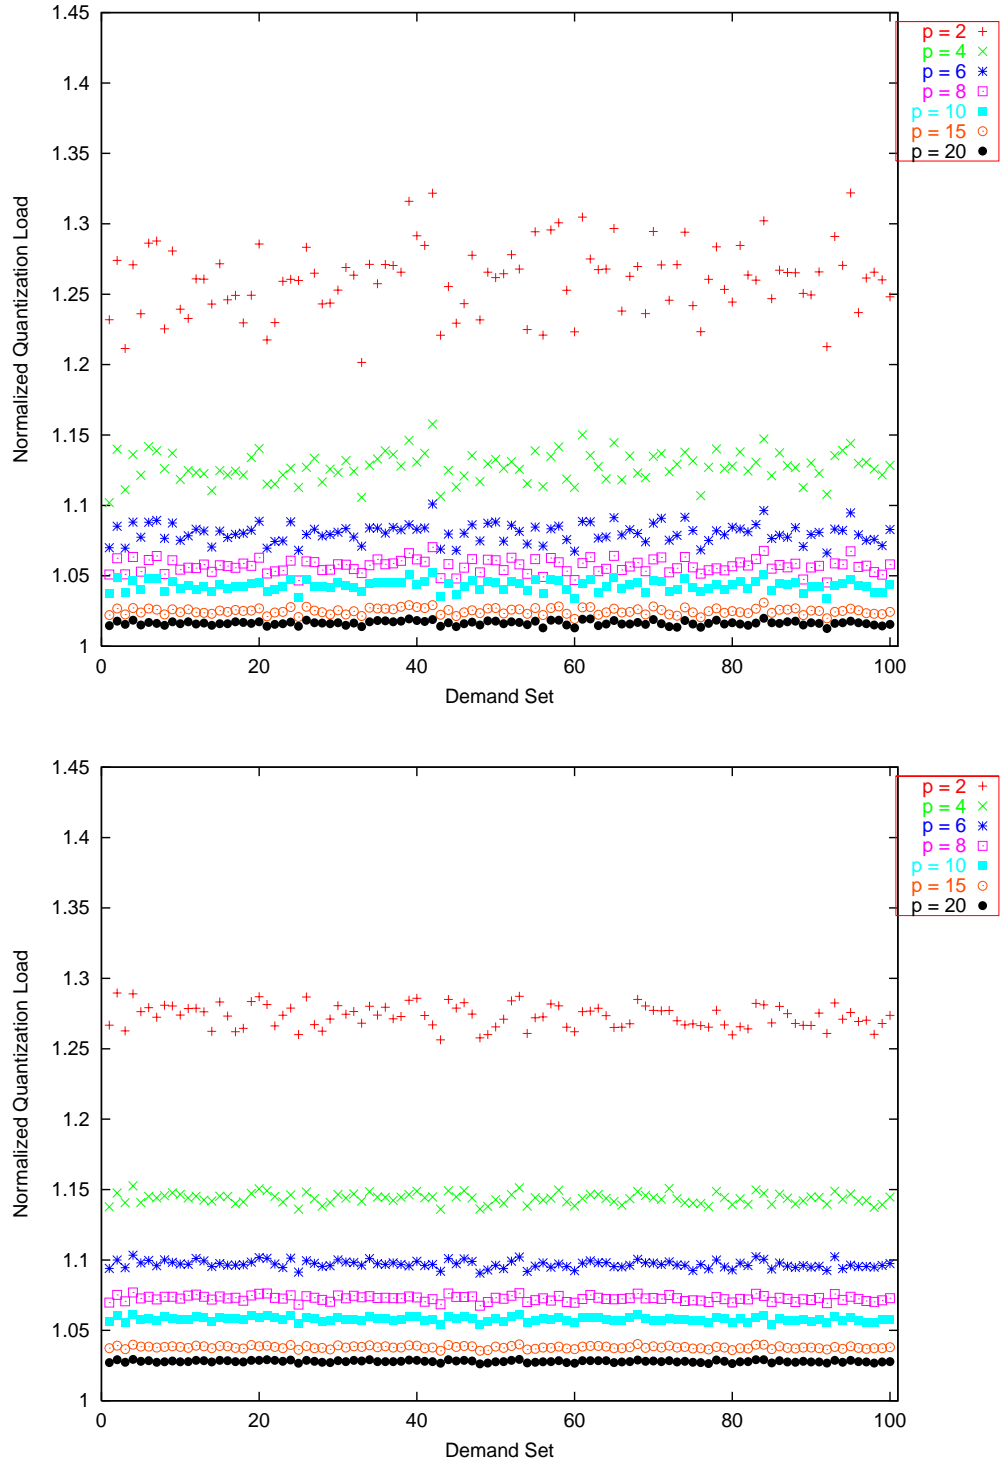 1.45
1.4
1.35
1.3
1.25
1.2
1.15
1.1
1.05
1
0
20
40
60
80
100
Normalized Quantization Load
Demand Set
p = 2
p = 4
p = 6
p = 8
p = 10
p = 15
p = 20
1.45
1.4
1.35
1.3
1.25
1.2
1.15
1.1
1.05
1
0
20
40
60
80
100
Normalized Quantization Load
Demand Set
p = 2
p = 4
p = 6
p = 8
p = 10
p = 15
p = 20